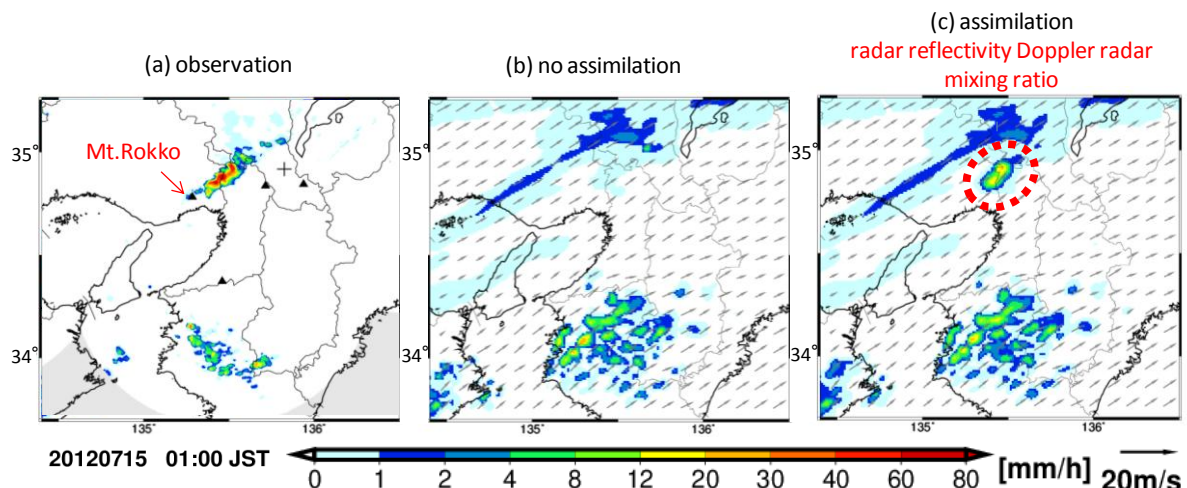 (a) observation
(b) no assimilation
(c) assimilation
radar reflectivity Doppler radar
mixing ratio
Mt.Rokko
35°
34°
135°
136°
35°
34°
135°
136°
35°
34°
135°
136°
20120715 01:00 JST
0 1 2 4 8 12 20 30 40 60 80
[mm/h]
20m/s